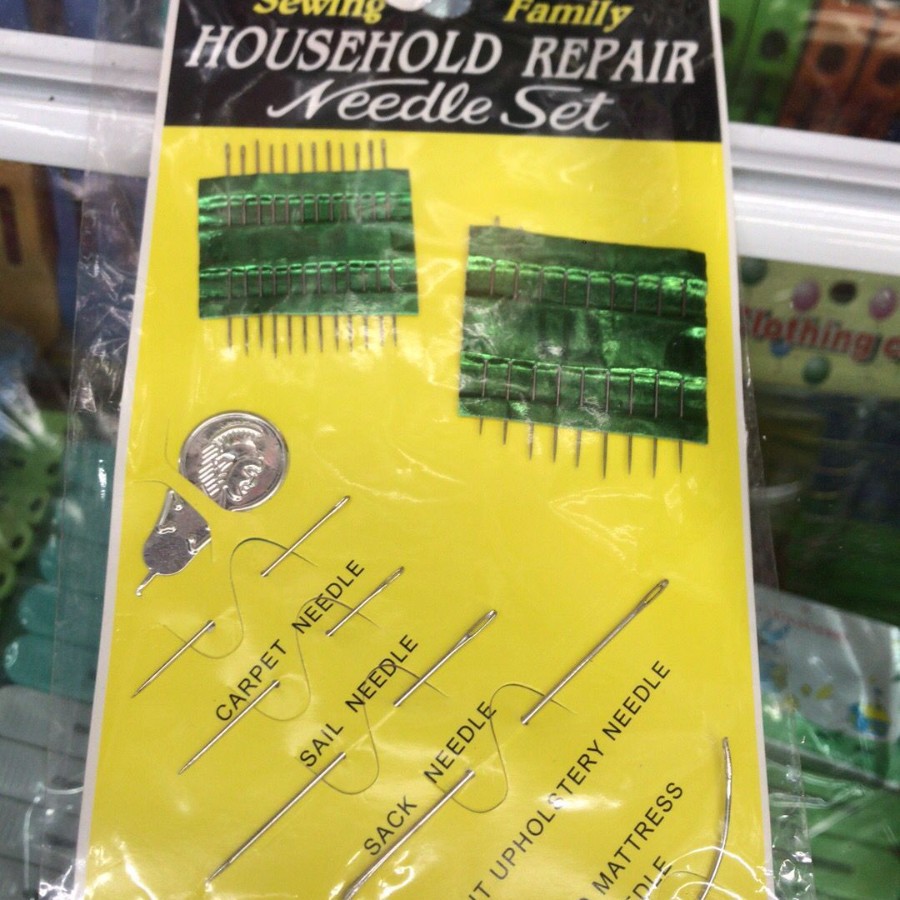 Sewing Family
HOUSEHOLD REPAIR
Needle Set
Clothing
CARPET NEEDLE
SAIL NEEDLE
SACK NEEDLE
UPHOLSTERY NEEDLE
MATTRESS